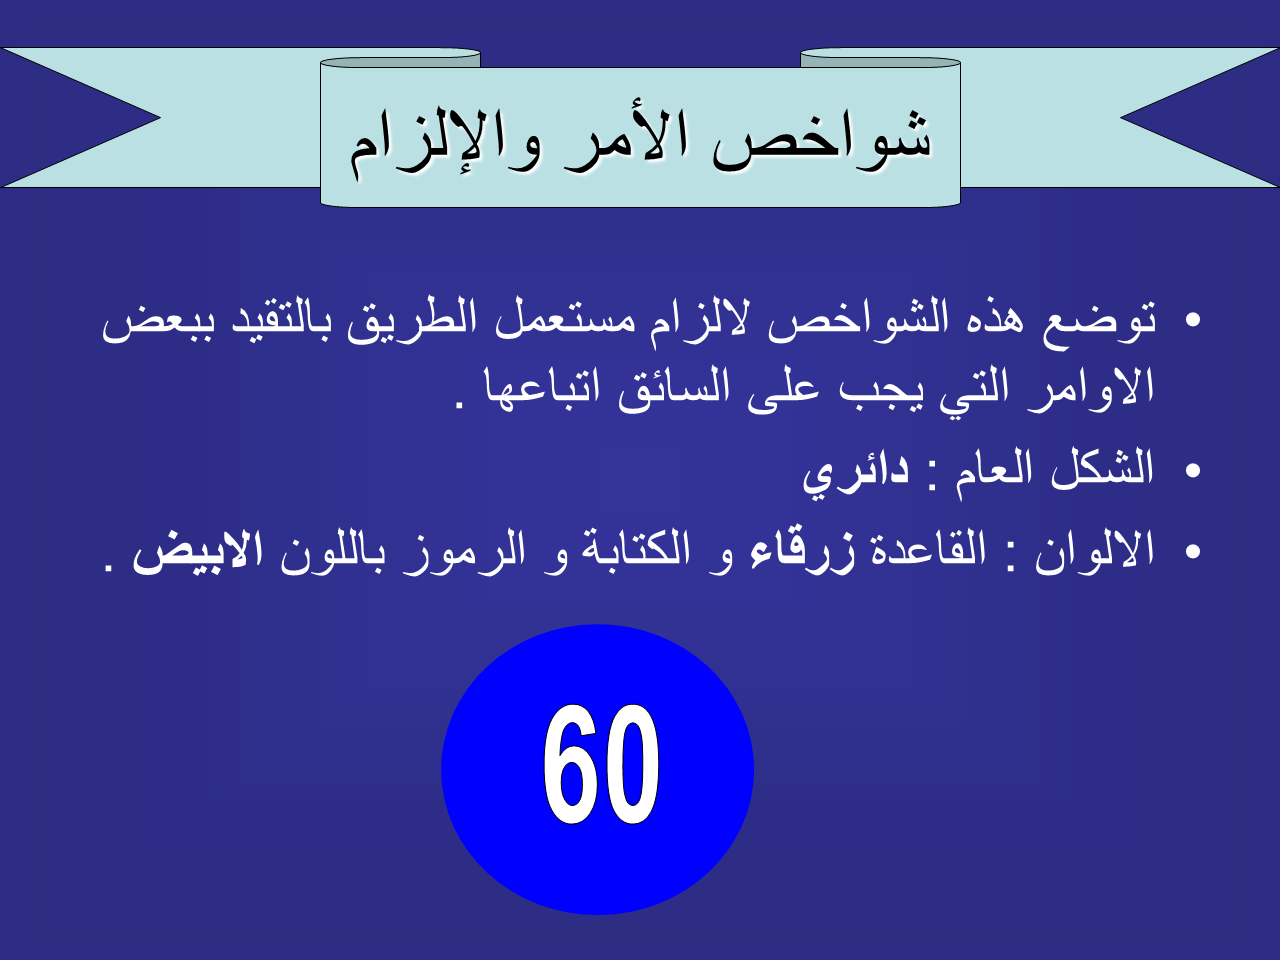 شواخص الأمر والإلزام
• توضع هذه الشواخص لالزام مستعمل الطريق بالتقيد ببعض
الاوامر التي يجب على السائق اتباعها .
• الشكل العام : دائري
• الالوان : القاعدة زرقاء و الكتابة و الرموز باللون الابيض .
60